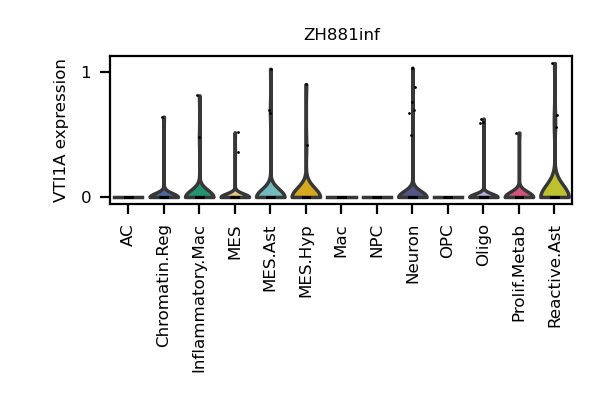 ZH881inf
VTI1A expression
1
0
AC
Chromatin.Reg
Inflammatory.Mac
MES
MES.Ast
MES.Hyp
Mac
NPC
Neuron
OPC
Oligo
Prolif.Metab
Reactive.Ast